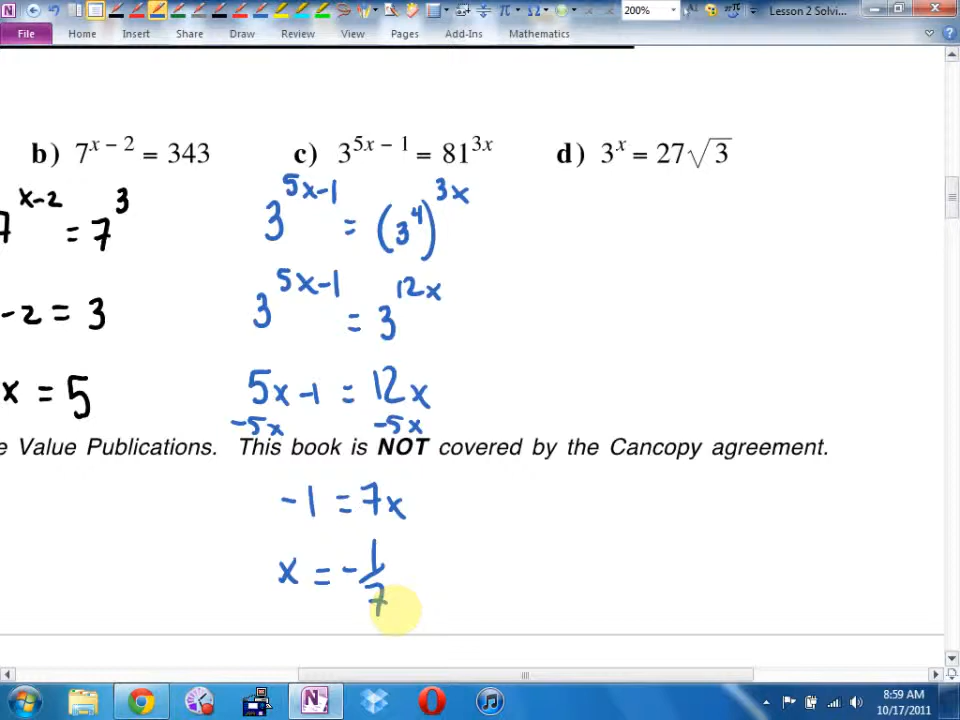 200%
Lesson 2 Solvi...
File Home Insert Share Draw Review View Pages Add-Ins Mathematics
b) 7^{x – 2} = 343 c) 3^{5x – 1} = 81^{3x} d) 3^x = 27√3
7^{x-2} = 7^3 3^{5x-1} = (3^4)^{3x}
-2 = 3 3^{5x-1} = 3^{12x}
x = 5 5x-1 = 12x
-5x -5x
e Value Publications. This book is NOT covered by the Cancopy agreement.
-1 = 7x
x = -1/7
8:59 AM
10/17/2011